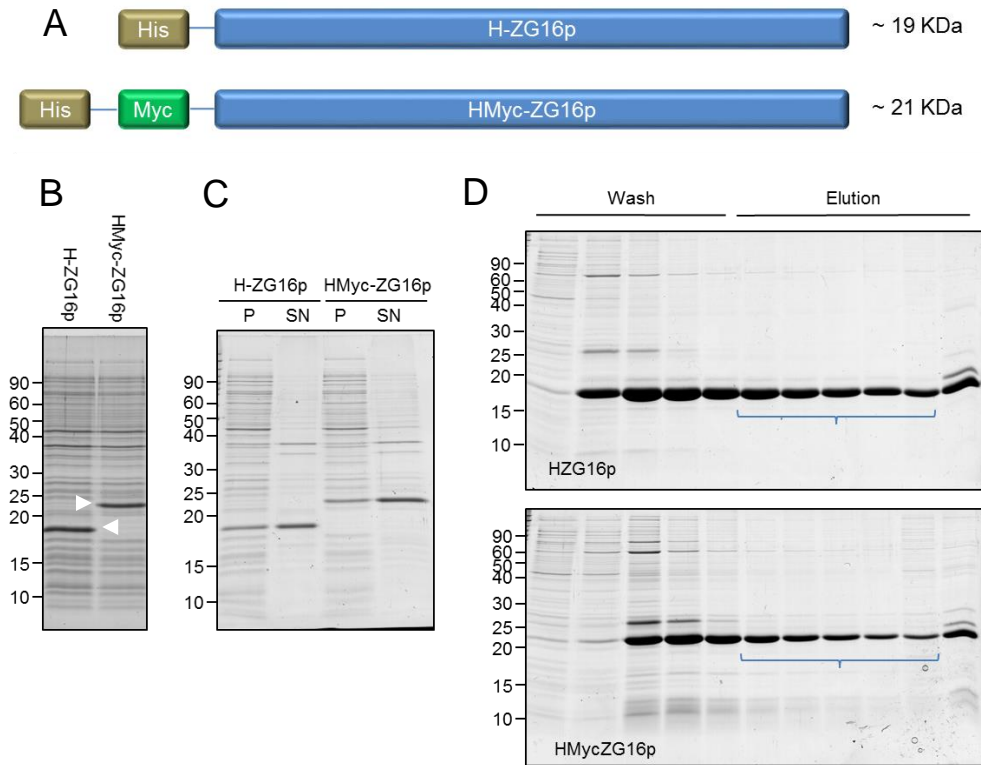 A
His
H-ZG16p
~ 19 KDa
His
Myc
HMyc-ZG16p
~ 21 KDa
B
H-ZG16p
HMyc-ZG16p
90
60
50
40
30
25
20
15
10
C
H-ZG16p
HMyc-ZG16p
P
SN
P
SN
90
60
50
40
30
25
20
15
10
D
Wash
Elution
90
60
50
40
30
25
20
15
10
HZG16p
90
60
50
40
30
25
20
15
10
HMycZG16p